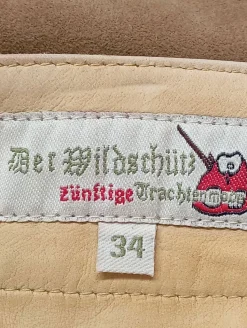 Der Wildschütz
Zünftige Trachtenmode
34